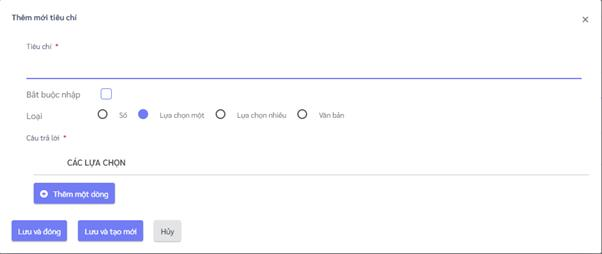 Thêm mới tiêu chí
Tiêu chí *
Bắt buộc nhập
Loại Số Lựa chọn một Lựa chọn nhiều Văn bản
Câu trả lời *
CÁC LỰA CHỌN
Thêm một dòng
Lưu và đóng Lưu và tạo mới Hủy